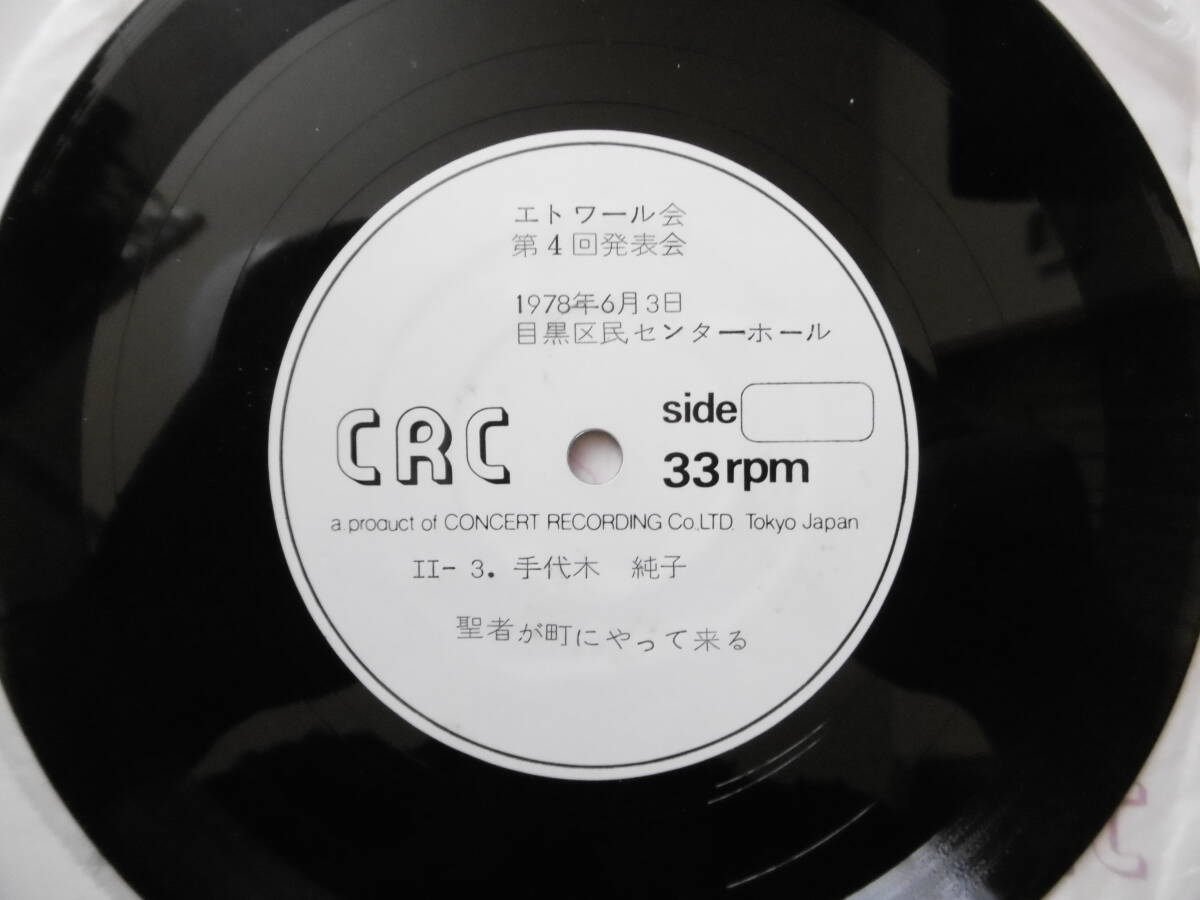 エトワール会
第4回発表会
1978年6月3日
目黒区民センターホール
CRC
side
33rpm
a product of CONCERT RECORDING Co.,LTD. Tokyo Japan
II- 3. 手代木 純子
聖者が町にやって来る